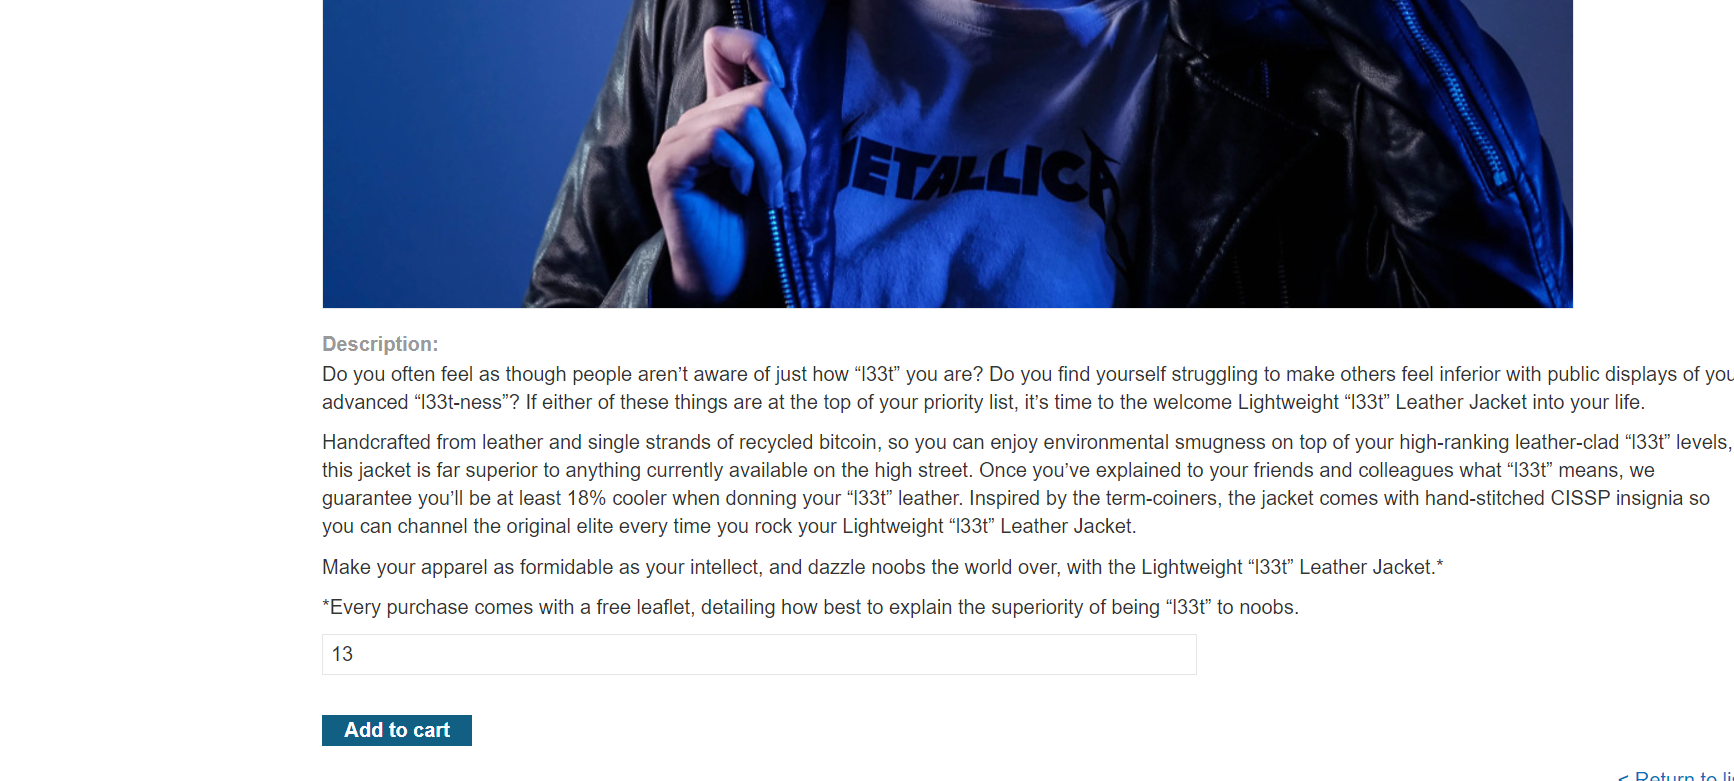 METALLICA
Description:
Do you often feel as though people aren’t aware of just how “l33t” you are? Do you find yourself struggling to make others feel inferior with public displays of you
advanced “l33t-ness”? If either of these things are at the top of your priority list, it’s time to the welcome Lightweight “l33t” Leather Jacket into your life.
Handcrafted from leather and single strands of recycled bitcoin, so you can enjoy environmental smugness on top of your high-ranking leather-clad “l33t” levels,
this jacket is far superior to anything currently available on the high street. Once you’ve explained to your friends and colleagues what “l33t” means, we
guarantee you’ll be at least 18% cooler when donning your “l33t” leather. Inspired by the term-coiners, the jacket comes with hand-stitched CISSP insignia so
you can channel the original elite every time you rock your Lightweight “l33t” Leather Jacket.
Make your apparel as formidable as your intellect, and dazzle noobs the world over, with the Lightweight “l33t” Leather Jacket.*
*Every purchase comes with a free leaflet, detailing how best to explain the superiority of being “l33t” to noobs.
13
Add to cart
< Return to li